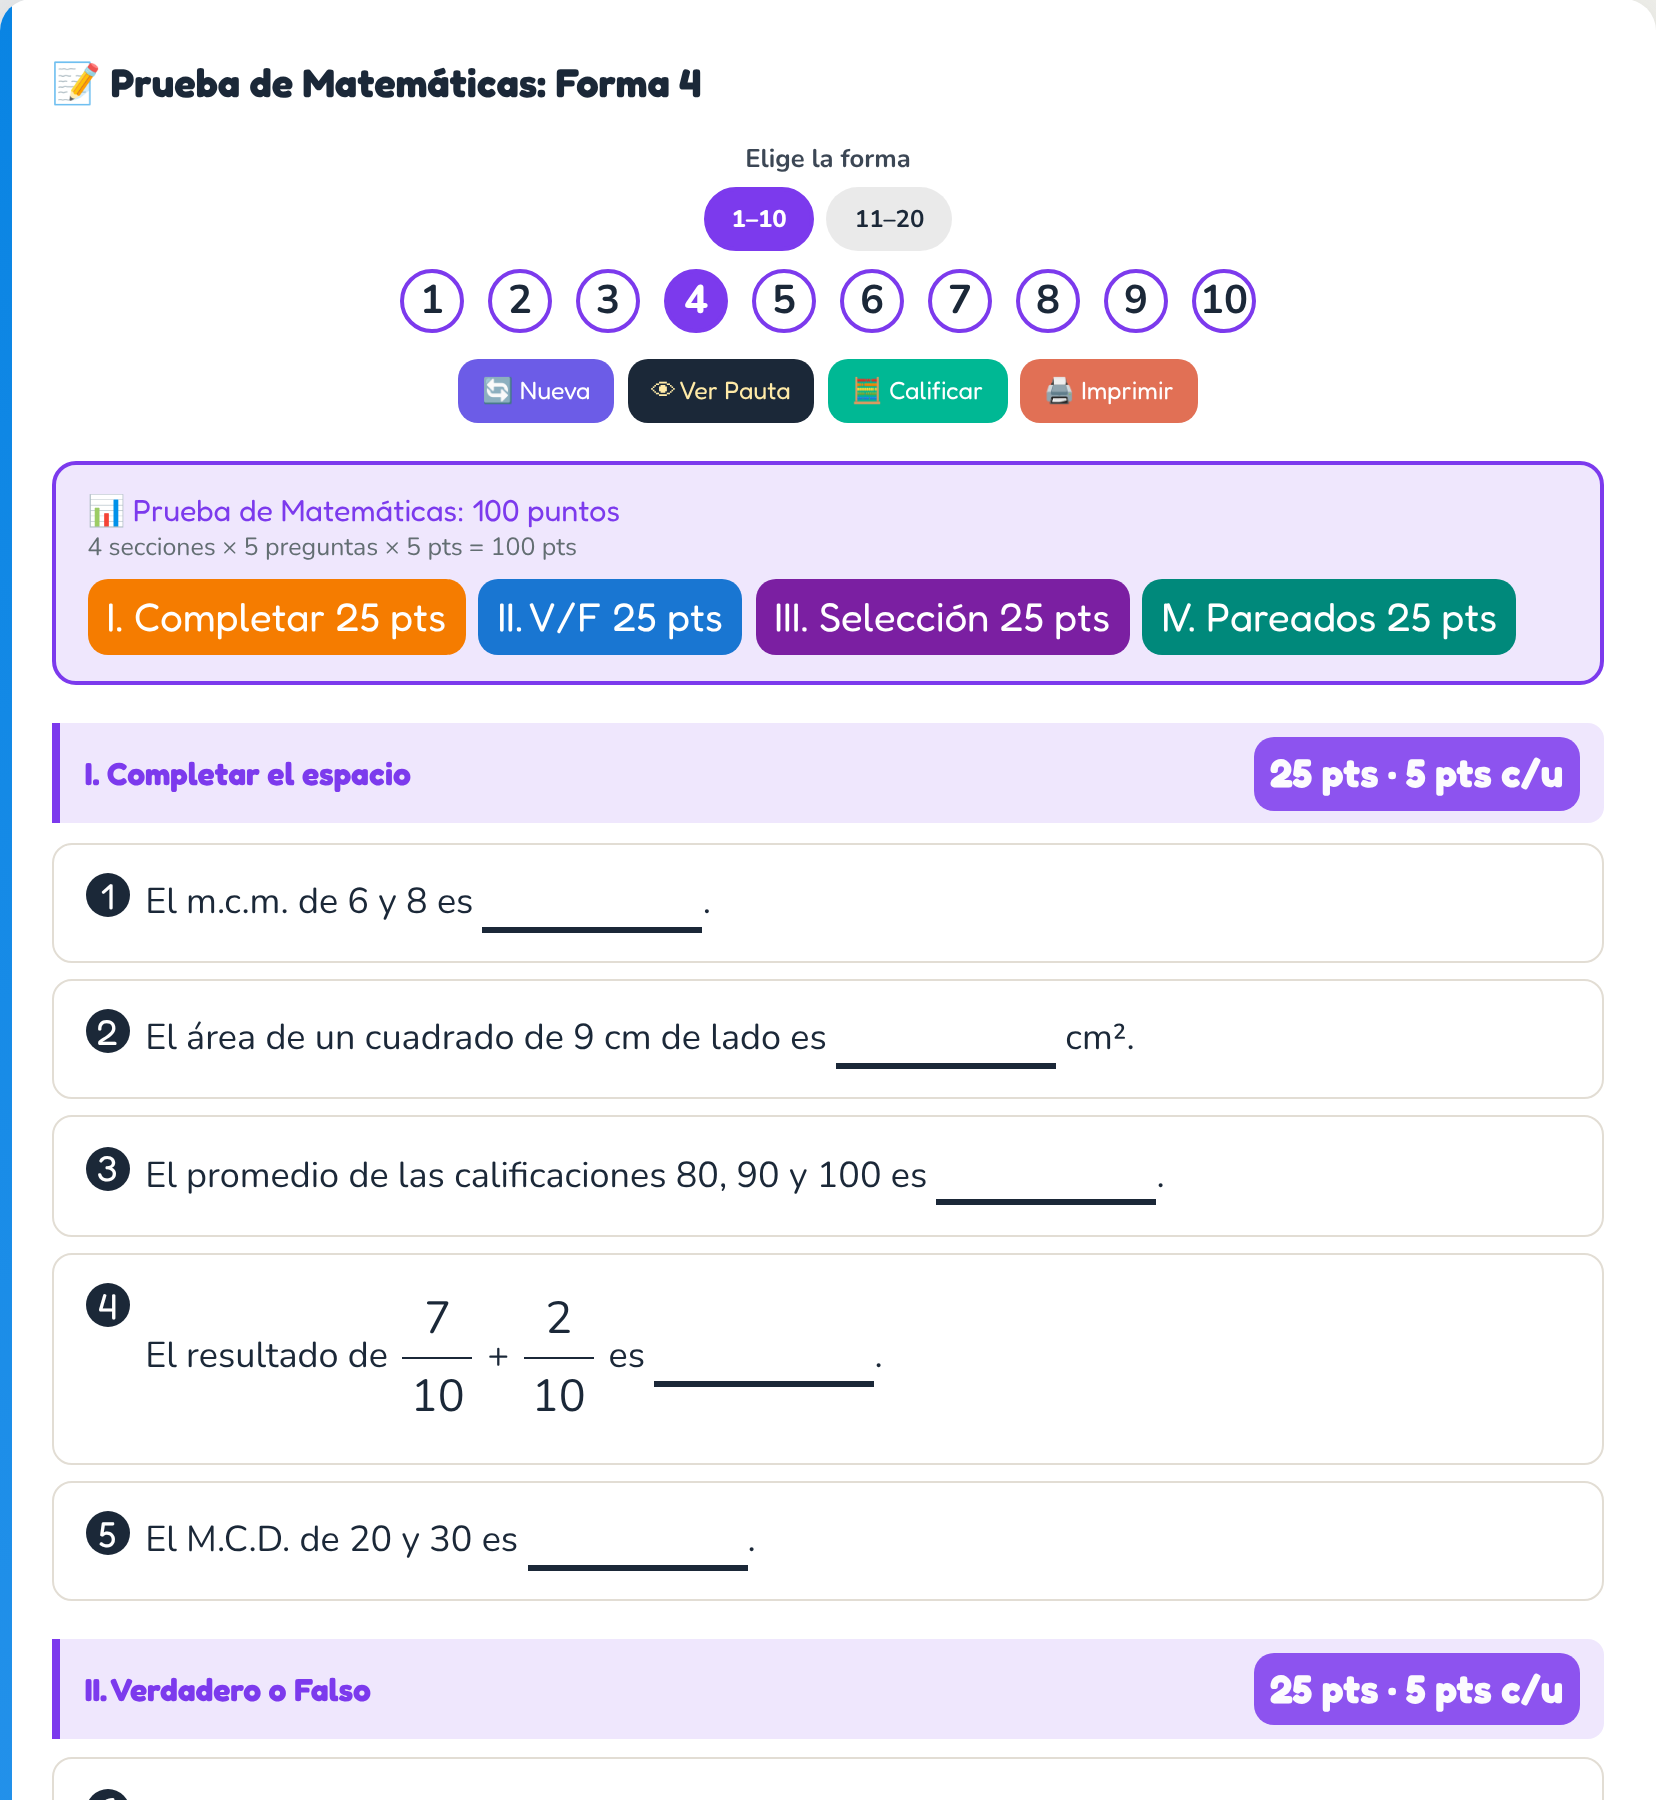 Prueba de Matemáticas: Forma 4
Elige la forma
1–10 11–20
1 2 3 4 5 6 7 8 9 10
Nueva Ver Pauta Calificar Imprimir
Prueba de Matemáticas: 100 puntos
4 secciones × 5 preguntas × 5 pts = 100 pts
I. Completar 25 pts II. V/F 25 pts III. Selección 25 pts IV. Pareados 25 pts
I. Completar el espacio 25 pts · 5 pts c/u
1 El m.c.m. de 6 y 8 es ________.
2 El área de un cuadrado de 9 cm de lado es ________ cm².
3 El promedio de las calificaciones 80, 90 y 100 es ________.
4 El resultado de 7/10 + 2/10 es ________.
5 El M.C.D. de 20 y 30 es ________.
II. Verdadero o Falso 25 pts · 5 pts c/u